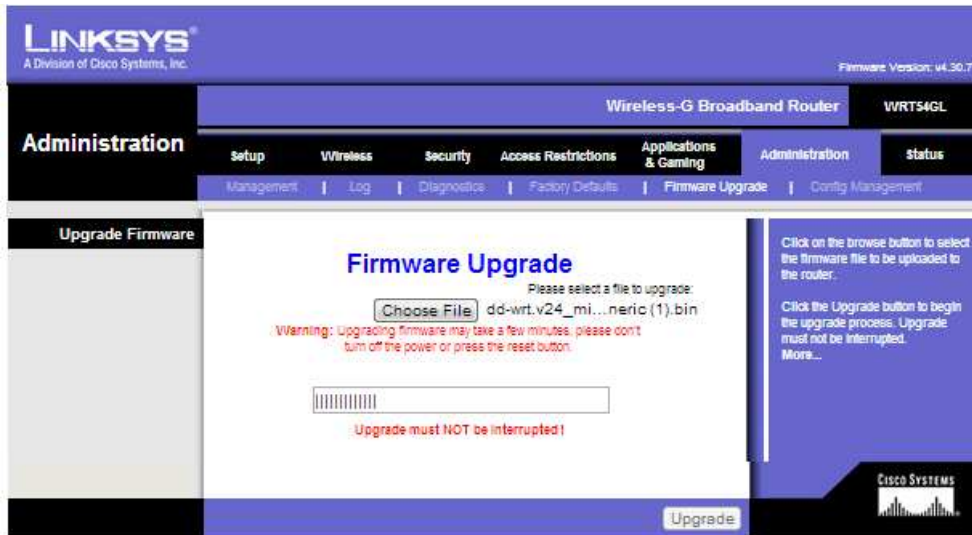 LINKSYS®
A Division of Cisco Systems, Inc.
Firmware Version: v4.30.7
Wireless-G Broadband Router WRT54GL
Administration
Setup Wireless Security Access Restrictions Applications & Gaming Administration Status
Management | Log | Diagnostics | Factory Defaults | Firmware Upgrade | Config Management
Upgrade Firmware
Firmware Upgrade
Please select a file to upgrade:
Choose File dd-wrt.v24_mi...neric (1).bin
Warning: Upgrading firmware may take a few minutes, please don't
turn off the power or press the reset button.
|||||||||||||
Upgrade must NOT be interrupted!
Click on the browse button to select
the firmware file to be uploaded to
the router.
Click the Upgrade button to begin
the upgrade process. Upgrade
must not be interrupted.
More...
Upgrade
CISCO SYSTEMS